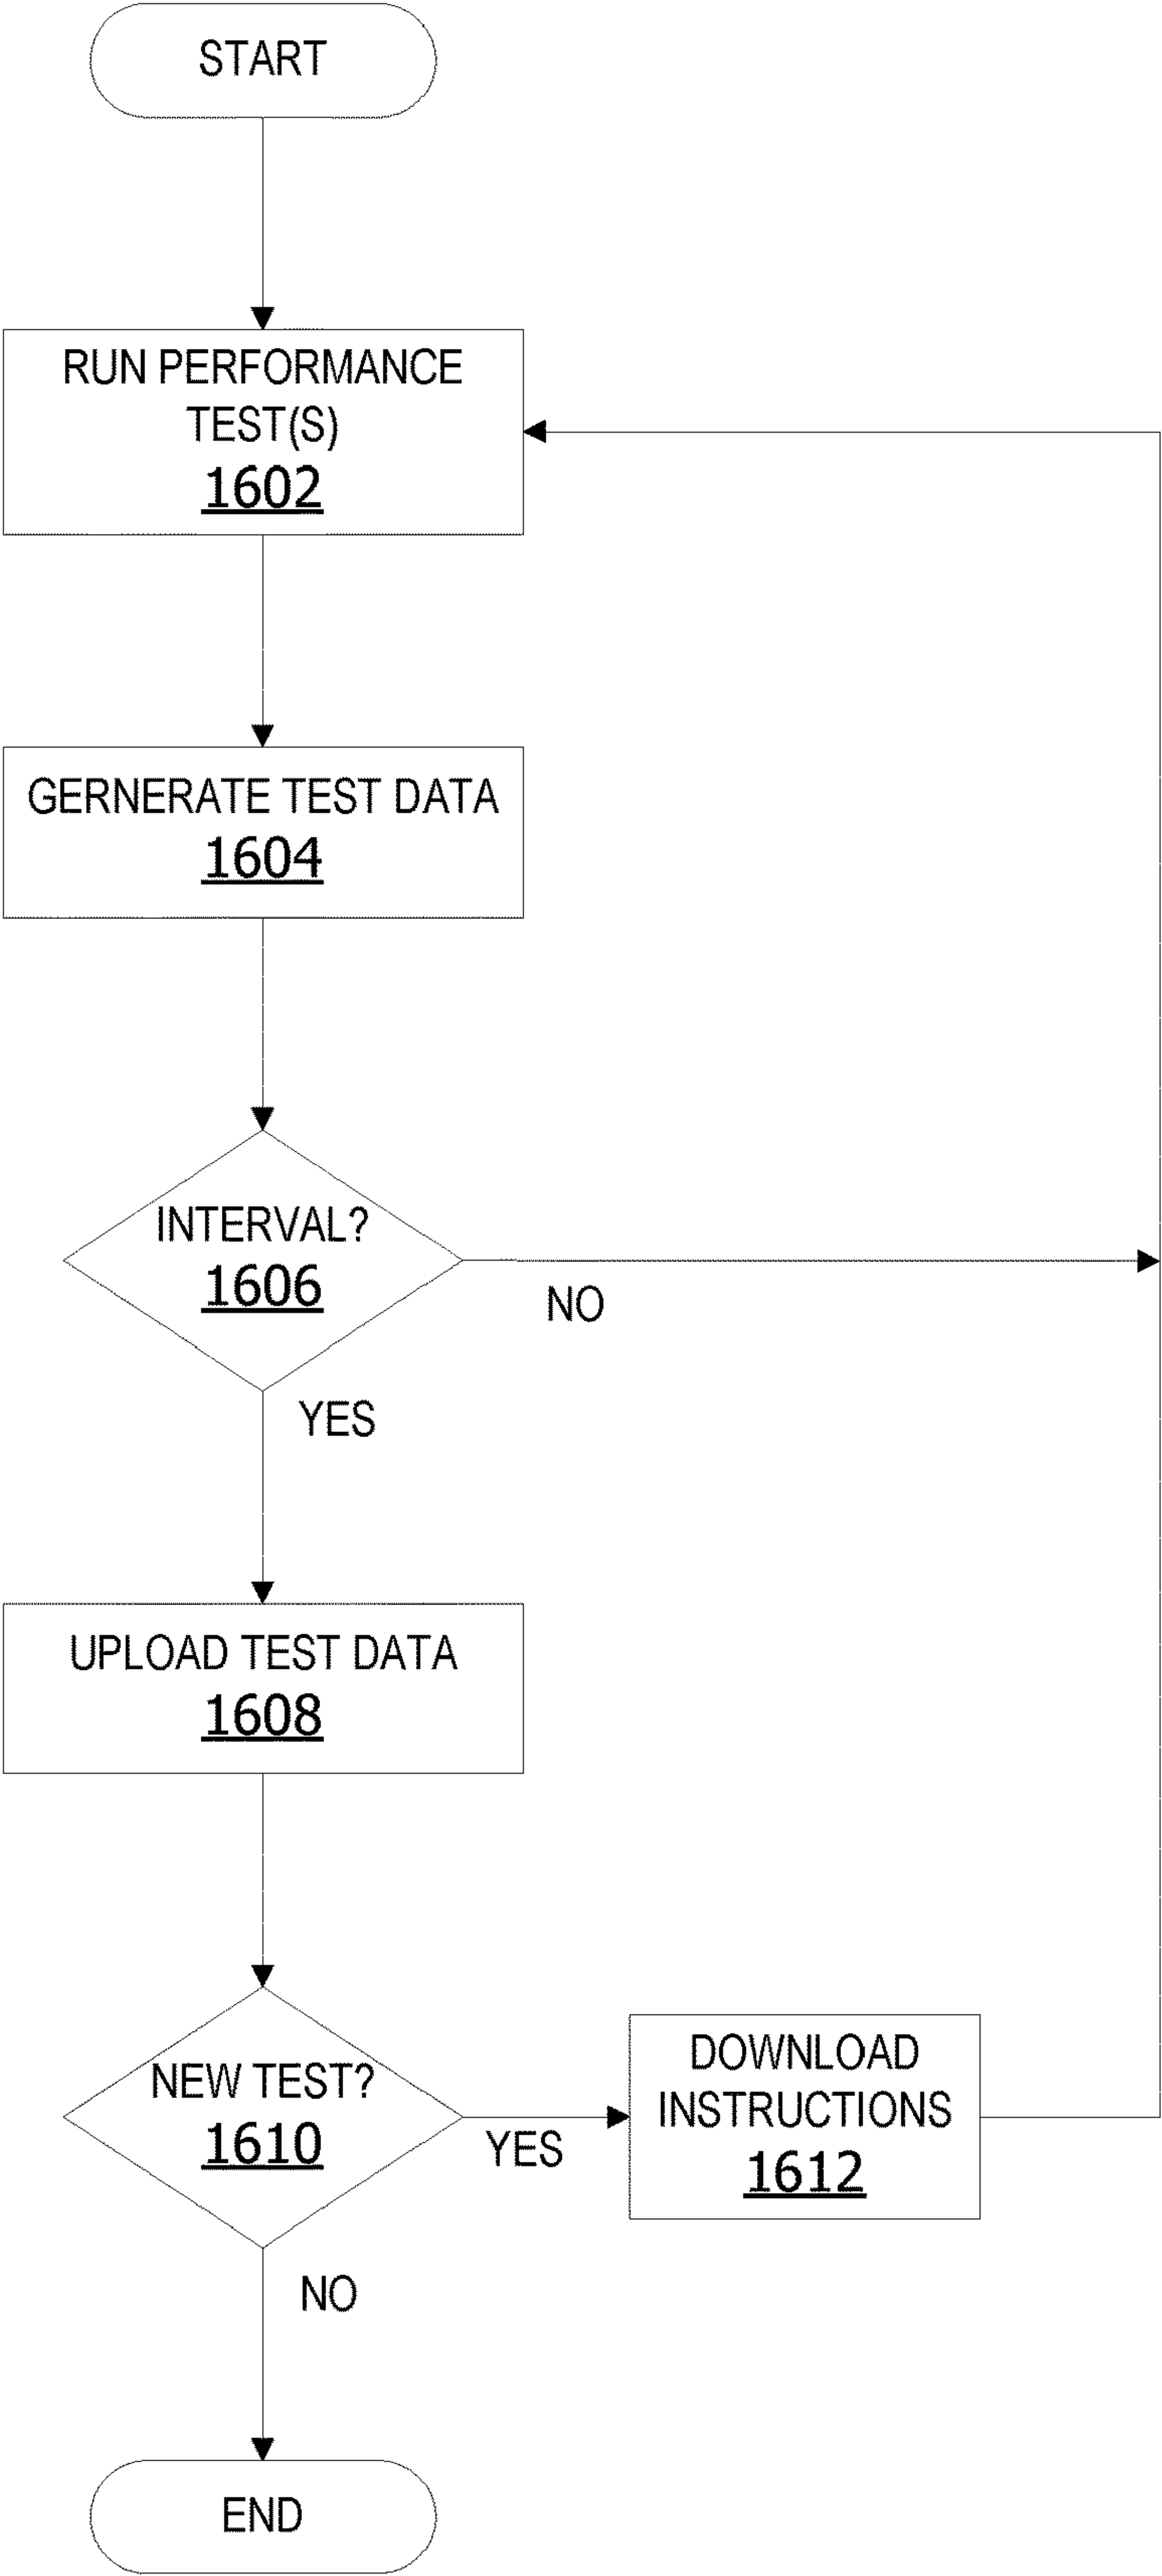 START
RUN PERFORMANCE
TEST(S)
1602
GERNERATE TEST DATA
1604
INTERVAL?
1606
NO
YES
UPLOAD TEST DATA
1608
NEW TEST?
1610
YES
DOWNLOAD
INSTRUCTIONS
1612
NO
END